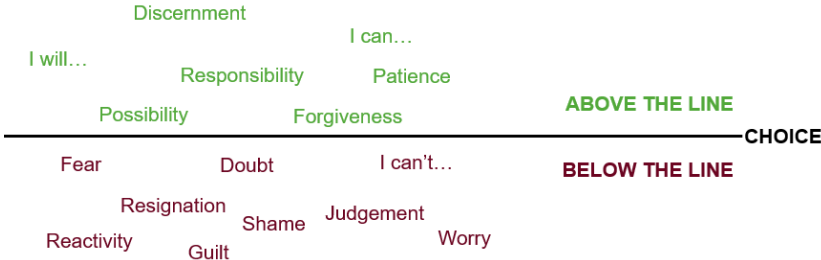 Discernment
I can…
I will…
Responsibility
Patience
Possibility
Forgiveness
ABOVE THE LINE
CHOICE
Fear
Doubt
I can’t…
BELOW THE LINE
Resignation
Shame
Judgement
Reactivity
Guilt
Worry